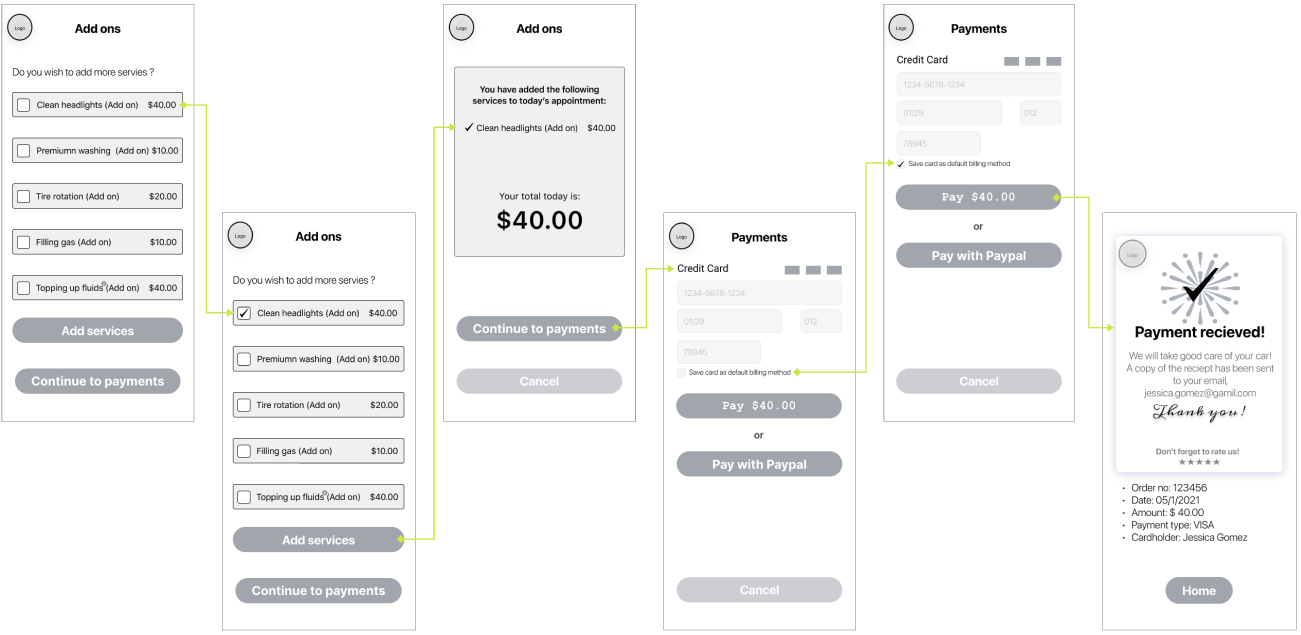 Logo
Add ons
Do you wish to add more servies ?
Clean headlights (Add on) $40.00
Premiumn washing (Add on) $10.00
Tire rotation (Add on) $20.00
Filling gas (Add on) $10.00
Topping up fluids (Add on) $40.00
Add services
Continue to payments
Logo
Add ons
Do you wish to add more servies ?
Clean headlights (Add on) $40.00
Premiumn washing (Add on) $10.00
Tire rotation (Add on) $20.00
Filling gas (Add on) $10.00
Topping up fluids (Add on) $40.00
Add services
Continue to payments
Logo
Add ons
You have added the following
services to today's appointment:
✓ Clean headlights (Add on) $40.00
Your total today is:
$40.00
Continue to payments
Cancel
Logo
Payments
Credit Card
1234-5678-1234
01/29 012
78945
Save card as default billing method
Pay $40.00
or
Pay with Paypal
Cancel
Logo
Payments
Credit Card
1234-5678-1234
01/29 012
78945
Save card as default billing method
Pay $40.00
or
Pay with Paypal
Cancel
Logo
Payment recieved!
We will take good care of your car!
A copy of the reciept has been sent
to your email,
jessica.gomez@gamil.com
Thank you !
Don't forget to rate us!
★★★★★
• Order no: 123456
• Date: 05/1/2021
• Amount: $ 40.00
• Payment type: VISA
• Cardholder: Jessica Gomez
Home